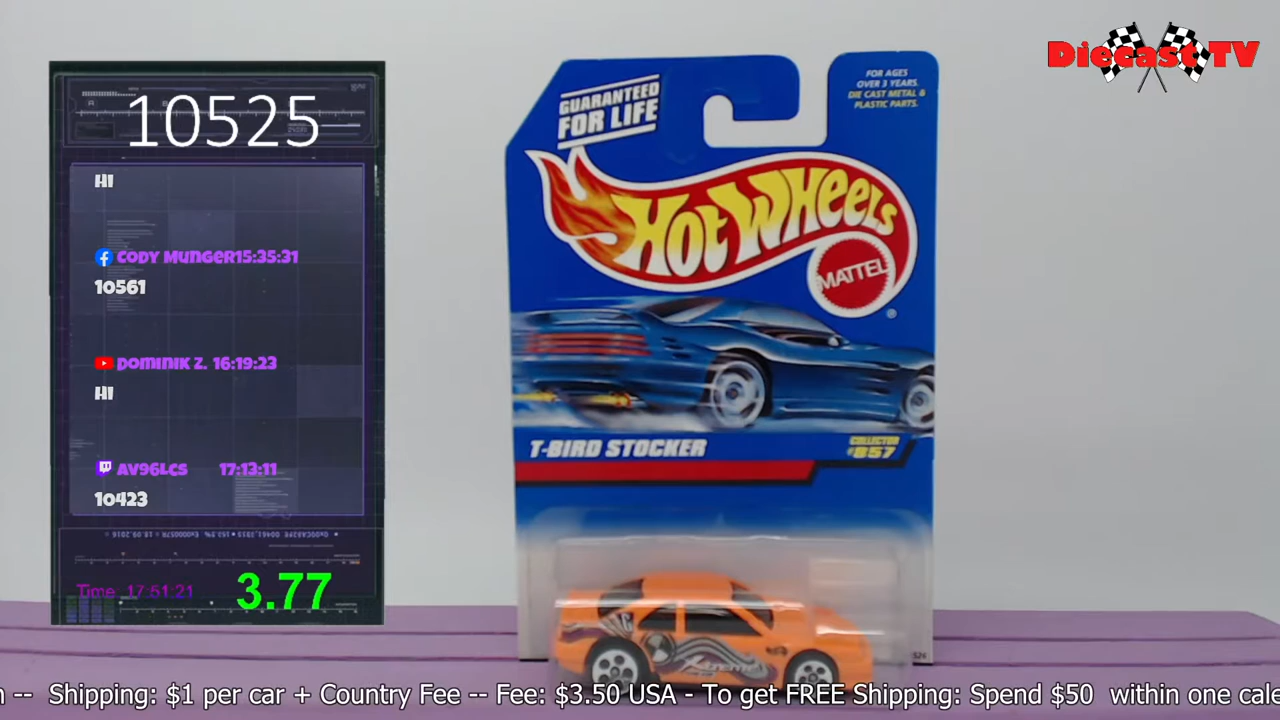 10525
HI
Cody Munger15:35:31
10561
Dominik Z. 16:19:23
HI
AV96LCS 17:13:11
10423
Time 17:51:21
3.77
GUARANTEED
FOR LIFE
FOR AGES
OVER 3 YEARS.
DIE CAST METAL &
PLASTIC PARTS.
HOT WHEELS
MATTEL
®
T-BIRD STOCKER
COLLECTOR
#857
Xtreme
Diecast TV
-- Shipping: $1 per car + Country Fee -- Fee: $3.50 USA - To get FREE Shipping: Spend $50 within one cale